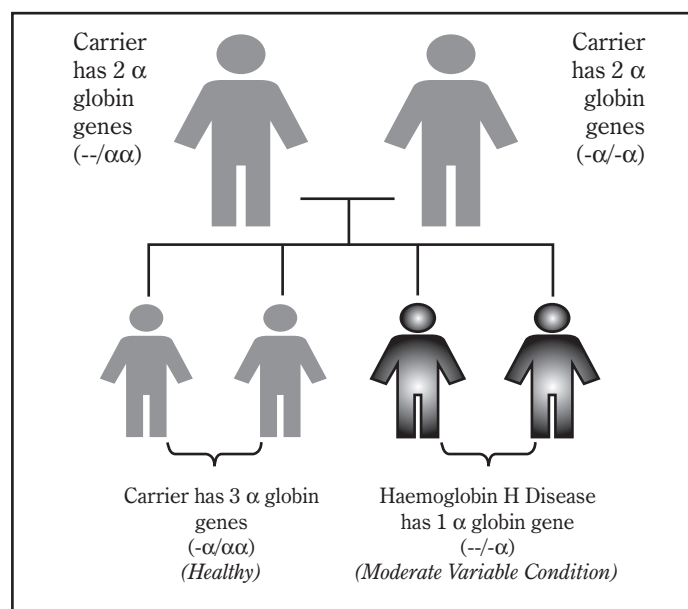 Carrier
has 2 α
globin
genes
(--/αα)
Carrier
has 2 α
globin
genes
(-α/-α)
Carrier has 3 α globin
genes
(-α/αα)
(Healthy)
Haemoglobin H Disease
has 1 α globin gene
(--/-α)
(Moderate Variable Condition)